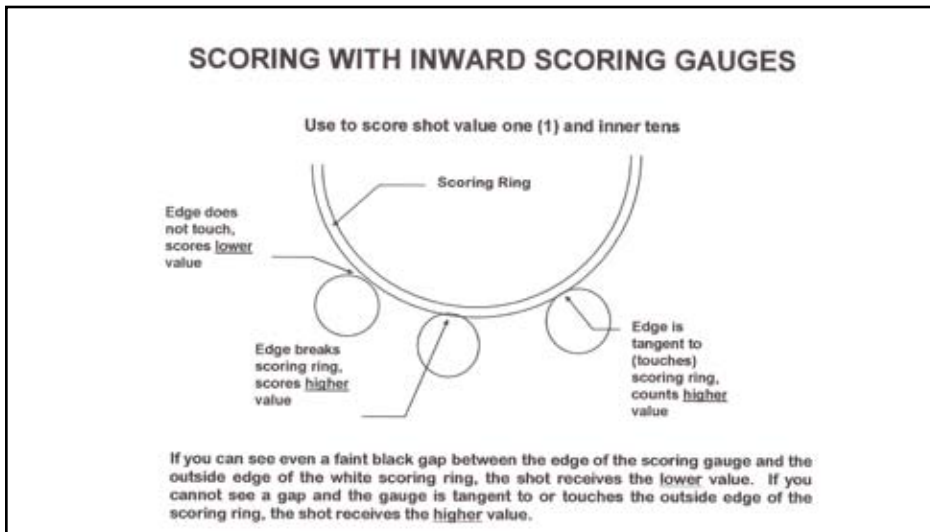 SCORING WITH INWARD SCORING GAUGES
Use to score shot value one (1) and inner tens
Scoring Ring
Edge does
not touch,
scores lower
value
Edge breaks
scoring ring,
scores higher
value
Edge is
tangent to
(touches)
scoring ring,
counts higher
value
If you can see even a faint black gap between the edge of the scoring gauge and the
outside edge of the white scoring ring, the shot receives the lower value. If you
cannot see a gap and the gauge is tangent to or touches the outside edge of the
scoring ring, the shot receives the higher value.